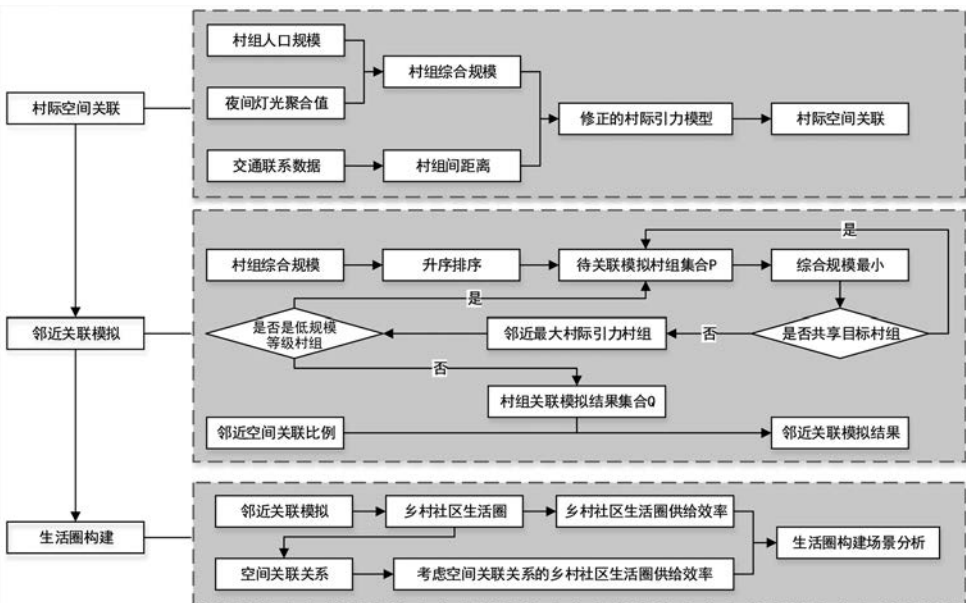 村组人口规模
村组综合规模
夜间灯光聚合值
村际空间关联
修正的村际引力模型
村际空间关联
交通联系数据
村组间距离
是
村组综合规模
升序排序
待关联模拟村组集合P
综合规模最小
是
邻近关联模拟
是否是低规模
等级村组
邻近最大村际引力村组
否
是否共享目标村组
否
村组关联模拟结果集合Q
邻近空间关联比例
邻近关联模拟结果
邻近关联模拟
乡村社区生活圈
乡村社区生活圈供给效率
生活圈构建
生活圈构建场景分析
空间关联关系
考虑空间关联关系的乡村社区生活圈供给效率